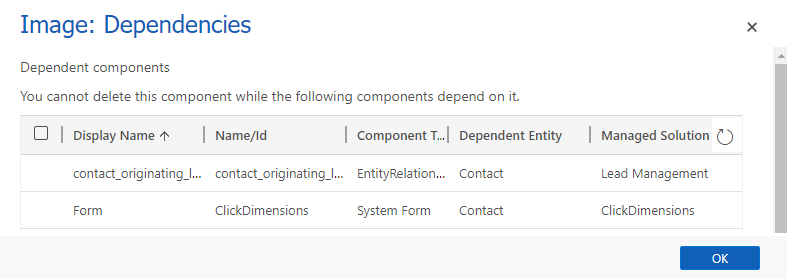 Image: Dependencies
Dependent components
You cannot delete this component while the following components depend on it.
Display Name Name/Id Component T... Dependent Entity Managed Solution
contact_originating_l... contact_originating_l... EntityRelation... Contact Lead Management
Form ClickDimensions System Form Contact ClickDimensions
OK